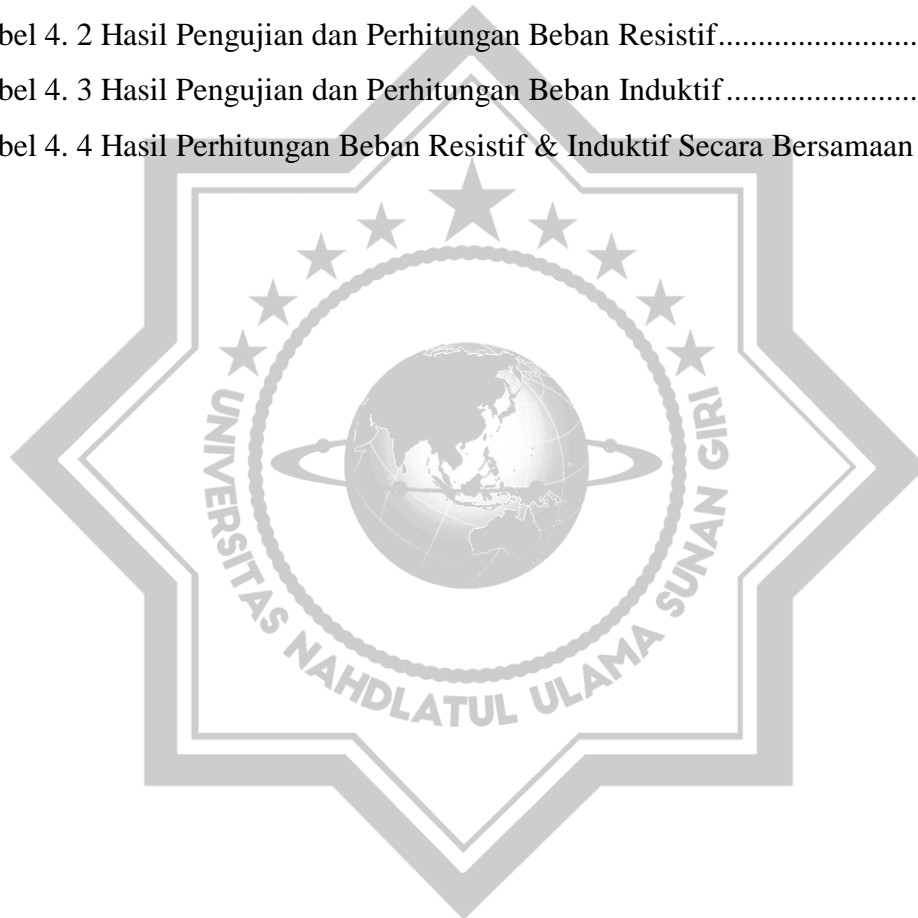 bel 4. 2 Hasil Pengujian dan Perhitungan Beban Resistif.........................
bel 4. 3 Hasil Pengujian dan Perhitungan Beban Induktif........................
bel 4. 4 Hasil Perhitungan Beban Resistif & Induktif Secara Bersamaan
UNIVERSITAS NAHDLATUL ULAMA SUNAN GIRI